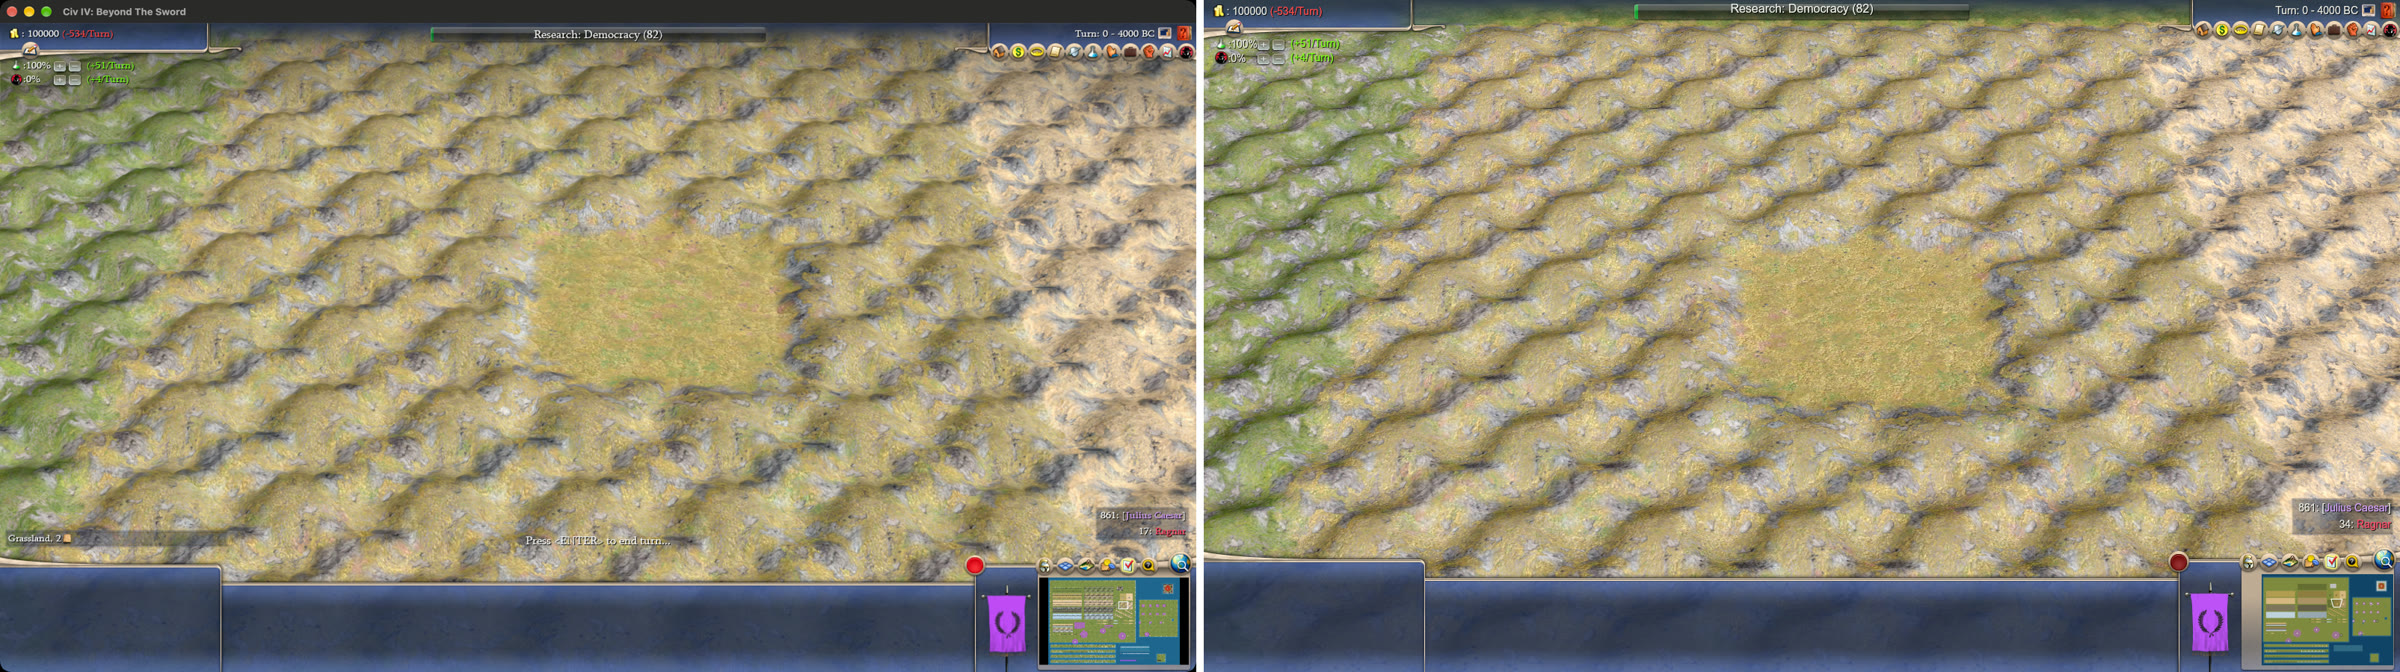 Civ IV: Beyond The Sword
: 100000 (-534/Turn)
Research: Democracy (82)
Turn: 0 - 4000 BC
:100% (+51/Turn)
:0% (+4/Turn)
861: [Julius Caesar]
17: Ragnar
Grassland, 2
Press <ENTER> to end turn...
: 100000 (-534/Turn)
Research: Democracy (82)
Turn: 0 - 4000 BC
:100% (+51/Turn)
:0% (+4/Turn)
861: [Julius Caesar]
34: Ragnar